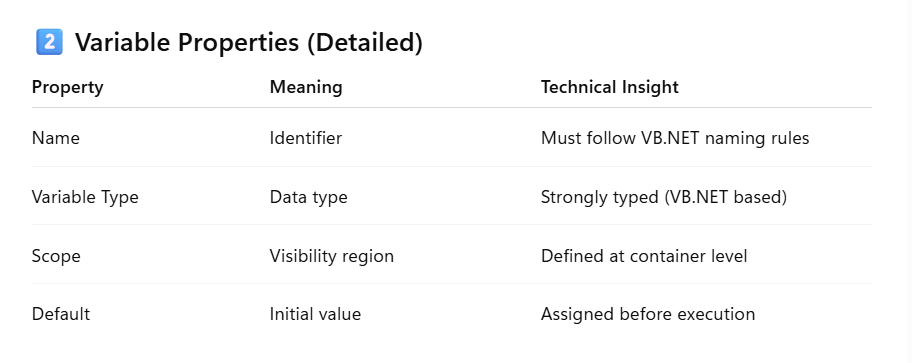 2 Variable Properties (Detailed)
Property Meaning Technical Insight
Name Identifier Must follow VB.NET naming rules
Variable Type Data type Strongly typed (VB.NET based)
Scope Visibility region Defined at container level
Default Initial value Assigned before execution